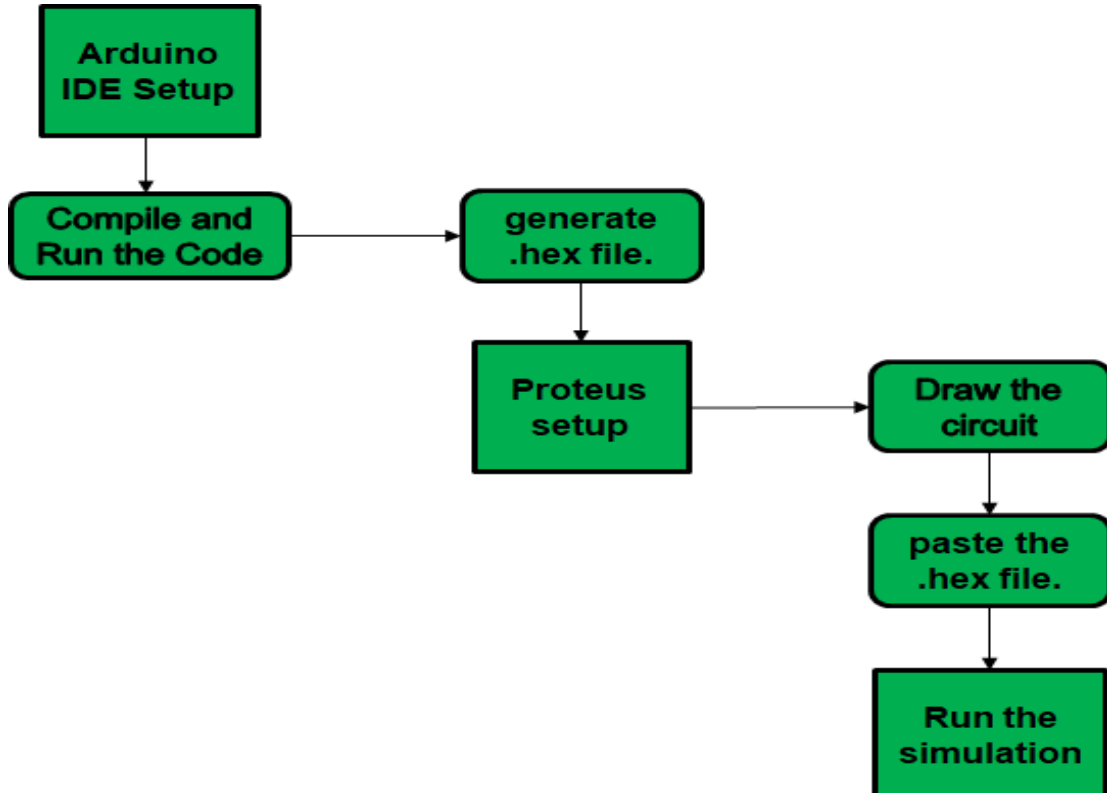 Arduino
IDE Setup
Compile and
Run the Code
generate
.hex file.
Proteus
setup
Draw the
circuit
paste the
.hex file.
Run the
simulation